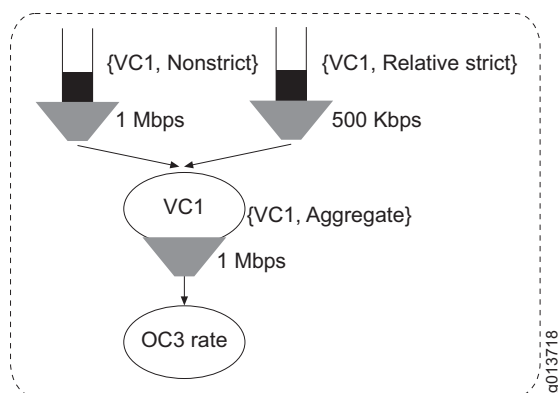 {VC1, Nonstrict}
{VC1, Relative strict}
1 Mbps
500 Kbps
VC1
{VC1, Aggregate}
1 Mbps
OC3 rate
g013718